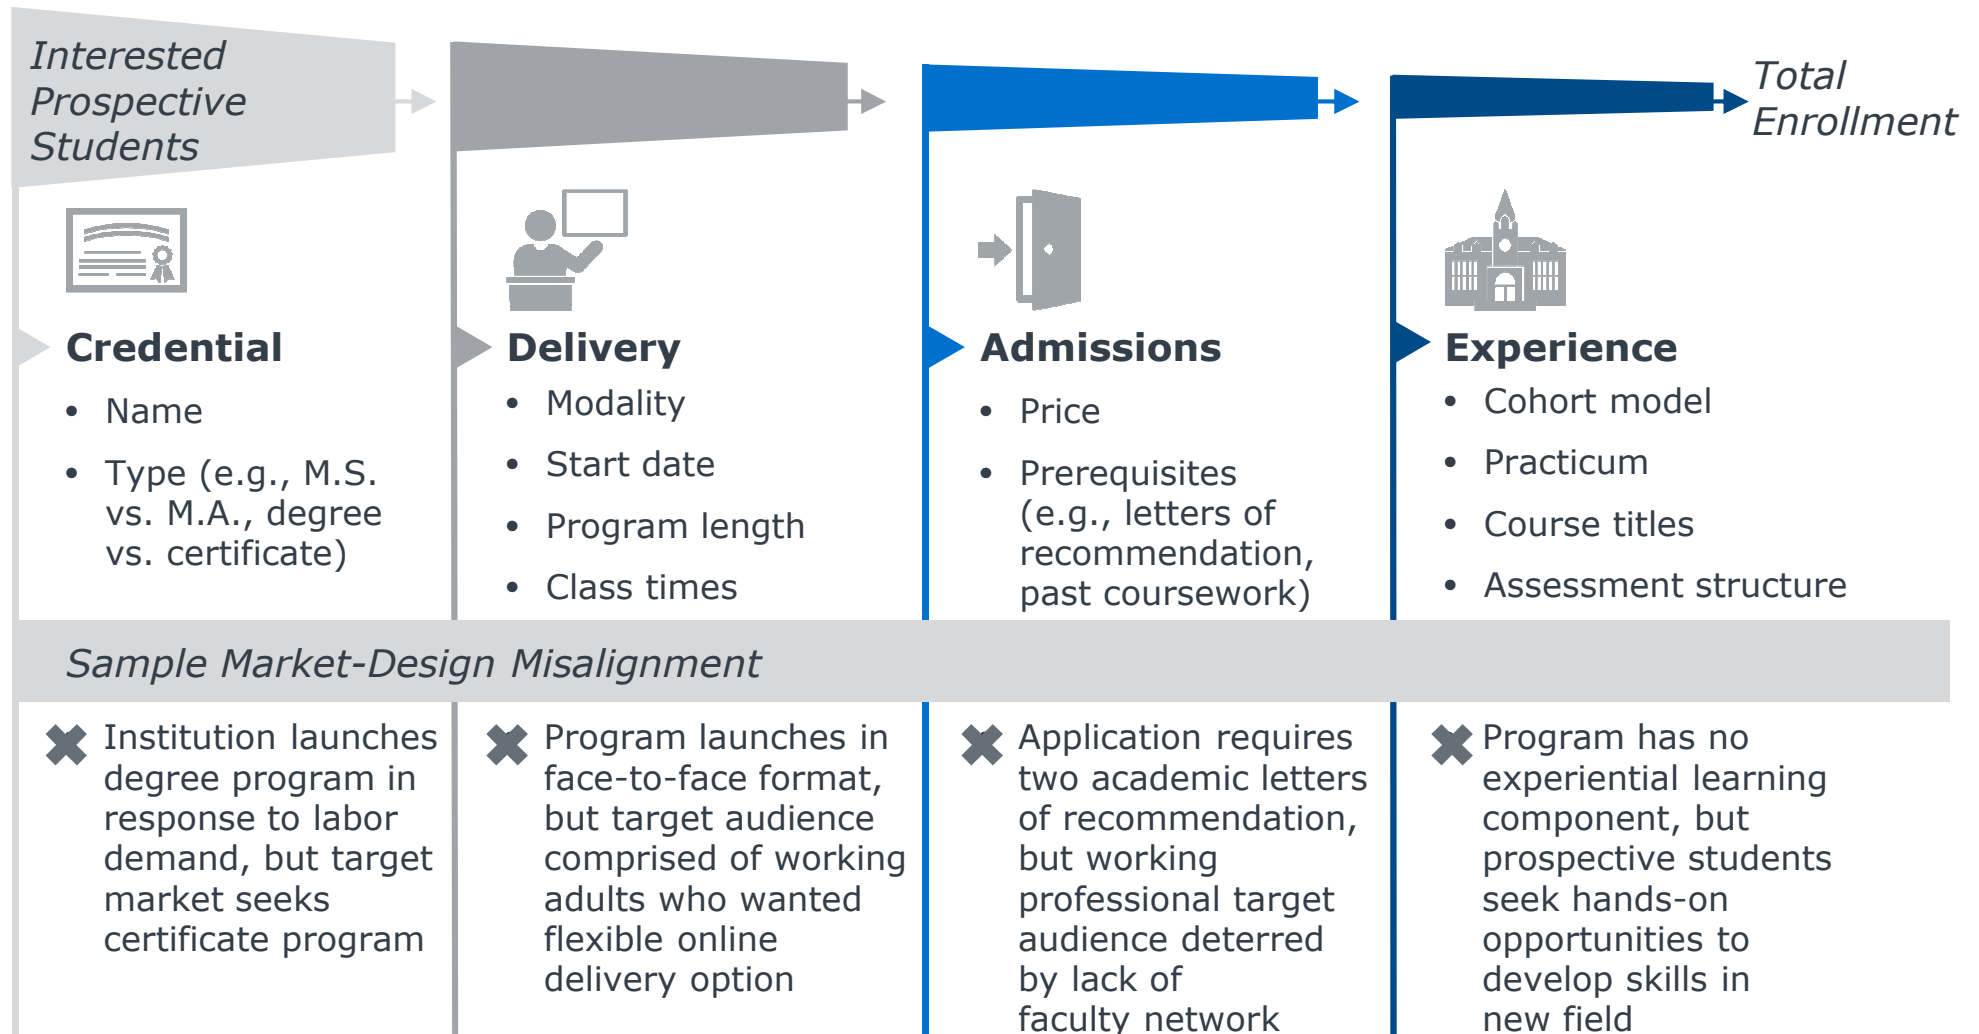 Interested
Prospective
Students
Total
Enrollment
Credential
• Name
• Type (e.g., M.S.
vs. M.A., degree
vs. certificate)
Delivery
• Modality
• Start date
• Program length
• Class times
Admissions
• Price
• Prerequisites
(e.g., letters of
recommendation,
past coursework)
Experience
• Cohort model
• Practicum
• Course titles
• Assessment structure
Sample Market-Design Misalignment
Institution launches
degree program in
response to labor
demand, but target
market seeks
certificate program
Program launches in
face-to-face format,
but target audience
comprised of working
adults who wanted
flexible online
delivery option
Application requires
two academic letters
of recommendation,
but working
professional target
audience deterred
by lack of
faculty network
Program has no
experiential learning
component, but
prospective students
seek hands-on
opportunities to
develop skills in
new field